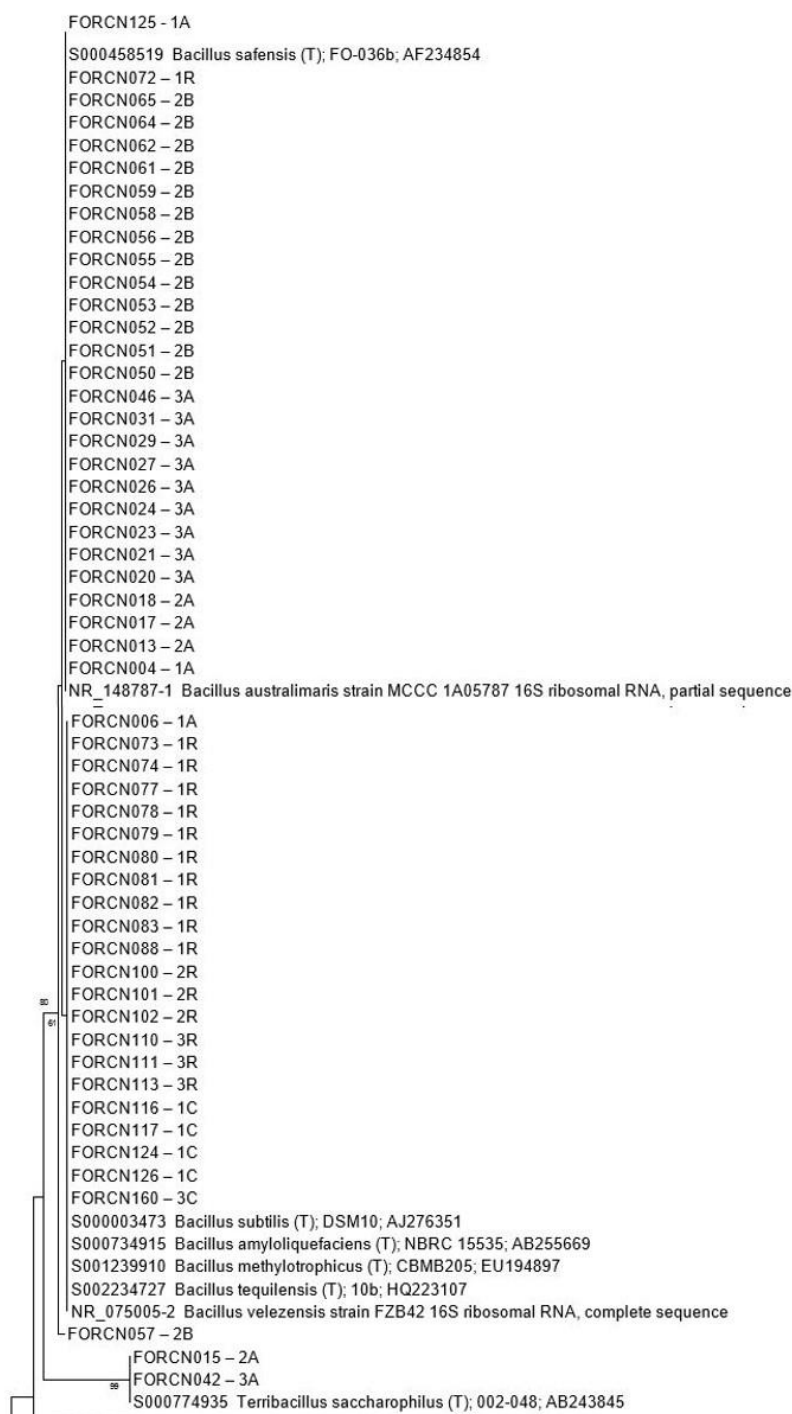 FORCN125 - 1A
S000458519 Bacillus safensis (T); FO-036b; AF234854
FORCN072 – 1R
FORCN065 – 2B
FORCN064 – 2B
FORCN062 – 2B
FORCN061 – 2B
FORCN059 – 2B
FORCN058 – 2B
FORCN056 – 2B
FORCN055 – 2B
FORCN054 – 2B
FORCN053 – 2B
FORCN052 – 2B
FORCN051 – 2B
FORCN050 – 2B
FORCN046 – 3A
FORCN031 – 3A
FORCN029 – 3A
FORCN027 – 3A
FORCN026 – 3A
FORCN024 – 3A
FORCN023 – 3A
FORCN021 – 3A
FORCN020 – 3A
FORCN018 – 2A
FORCN017 – 2A
FORCN013 – 2A
FORCN004 – 1A
NR_148787-1 Bacillus australimaris strain MCCC 1A05787 16S ribosomal RNA, partial sequence
FORCN006 – 1A
FORCN073 – 1R
FORCN074 – 1R
FORCN077 – 1R
FORCN078 – 1R
FORCN079 – 1R
FORCN080 – 1R
FORCN081 – 1R
FORCN082 – 1R
FORCN083 – 1R
FORCN088 – 1R
FORCN100 – 2R
FORCN101 – 2R
80
FORCN102 – 2R
61
FORCN110 – 3R
FORCN111 – 3R
FORCN113 – 3R
FORCN116 – 1C
FORCN117 – 1C
FORCN124 – 1C
FORCN126 – 1C
FORCN160 – 3C
S000003473 Bacillus subtilis (T); DSM10; AJ276351
S000734915 Bacillus amyloliquefaciens (T); NBRC 15535; AB255669
S001239910 Bacillus methylotrophicus (T); CBMB205; EU194897
S002234727 Bacillus tequilensis (T); 10b; HQ223107
NR_075005-2 Bacillus velezensis strain FZB42 16S ribosomal RNA, complete sequence
FORCN057 – 2B
FORCN015 – 2A
FORCN042 – 3A
99
S000774935 Terribacillus saccharophilus (T); 002-048; AB243845